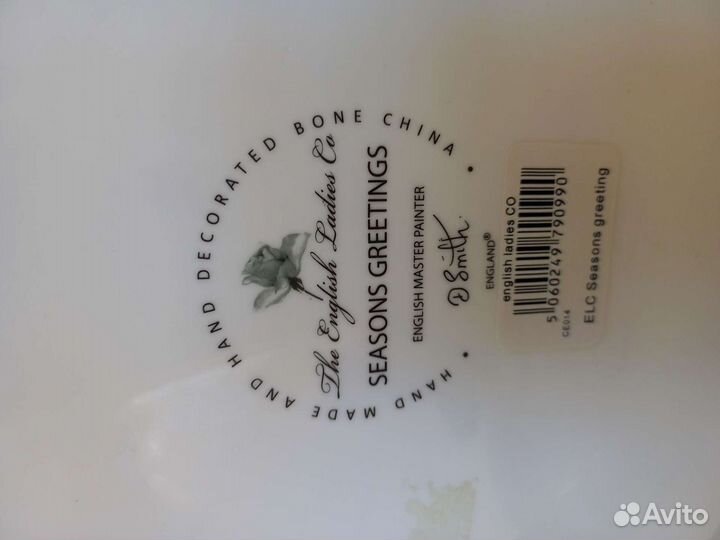 HAND MADE AND HAND DECORATED BONE CHINA
The English Ladies Co
SEASONS GREETINGS
ENGLISH MASTER PAINTER
D Smith.
ENGLAND®
english ladies CO
5 060249 790990
CE014
ELC Seasons greeting
Avito